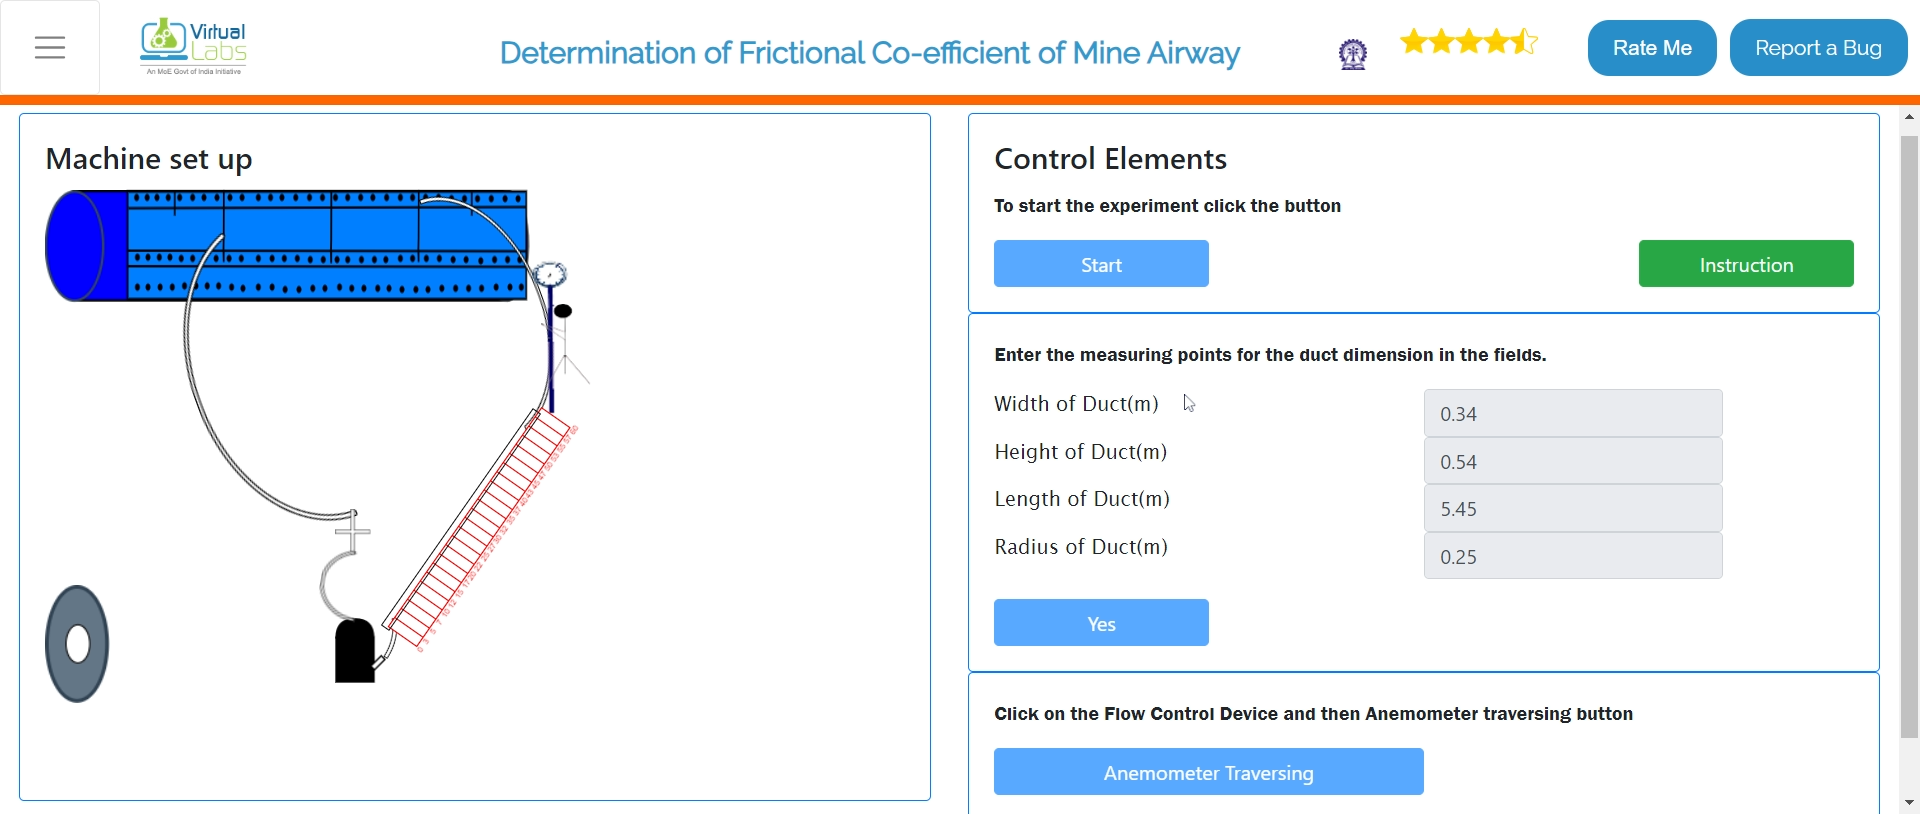 Virtual
Labs
An MoE Govt of India Initiative
Determination of Frictional Co-efficient of Mine Airway
Rate Me
Report a Bug
Machine set up
Control Elements
To start the experiment click the button
Start
Instruction
Enter the measuring points for the duct dimension in the fields.
Width of Duct(m)
0.34
Height of Duct(m)
0.54
Length of Duct(m)
5.45
Radius of Duct(m)
0.25
Yes
Click on the Flow Control Device and then Anemometer traversing button
Anemometer Traversing